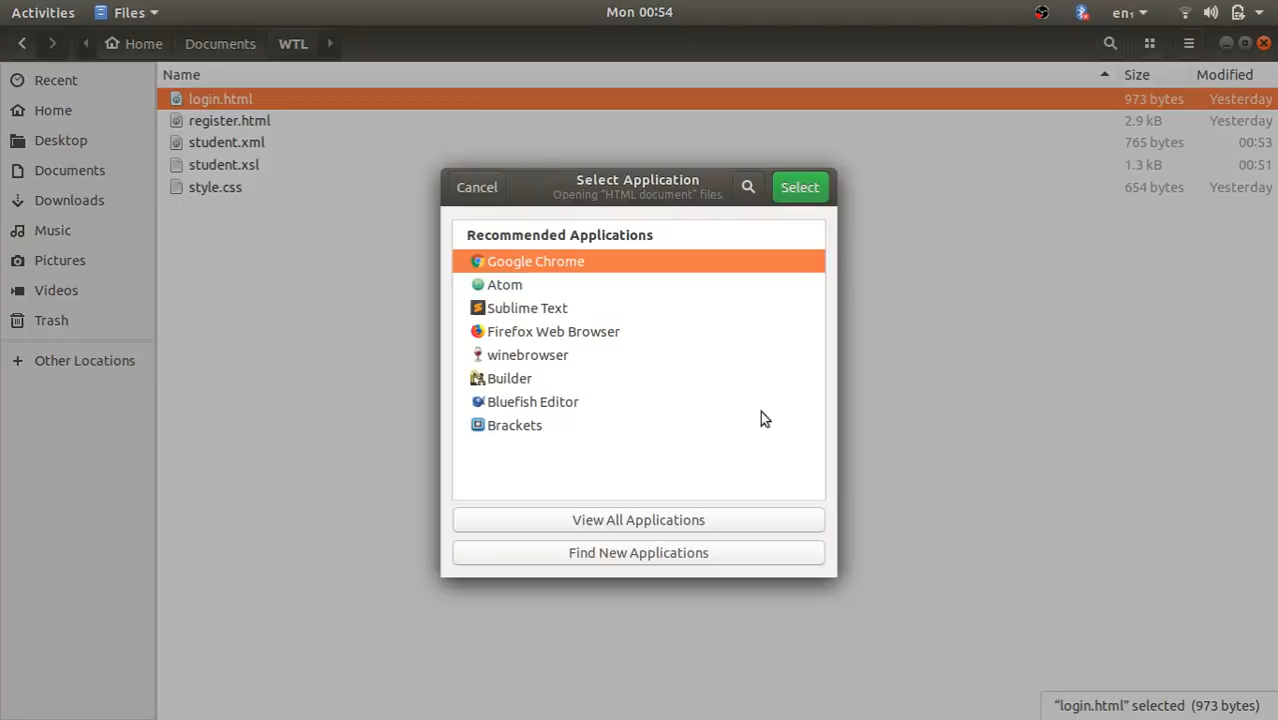 Activities Files Mon 00:54 en₁
Home Documents WTL
Recent
Home
Desktop
Documents
Downloads
Music
Pictures
Videos
Trash
Other Locations
Name Size Modified
login.html 973 bytes Yesterday
register.html 2.9 kB Yesterday
student.xml 765 bytes 00:53
student.xsl 1.3 kB 00:51
style.css 654 bytes Yesterday
Cancel Select Application Select
Opening “HTML document” files.
Recommended Applications
Google Chrome
Atom
Sublime Text
Firefox Web Browser
winebrowser
Builder
Bluefish Editor
Brackets
View All Applications
Find New Applications
“login.html” selected (973 bytes)